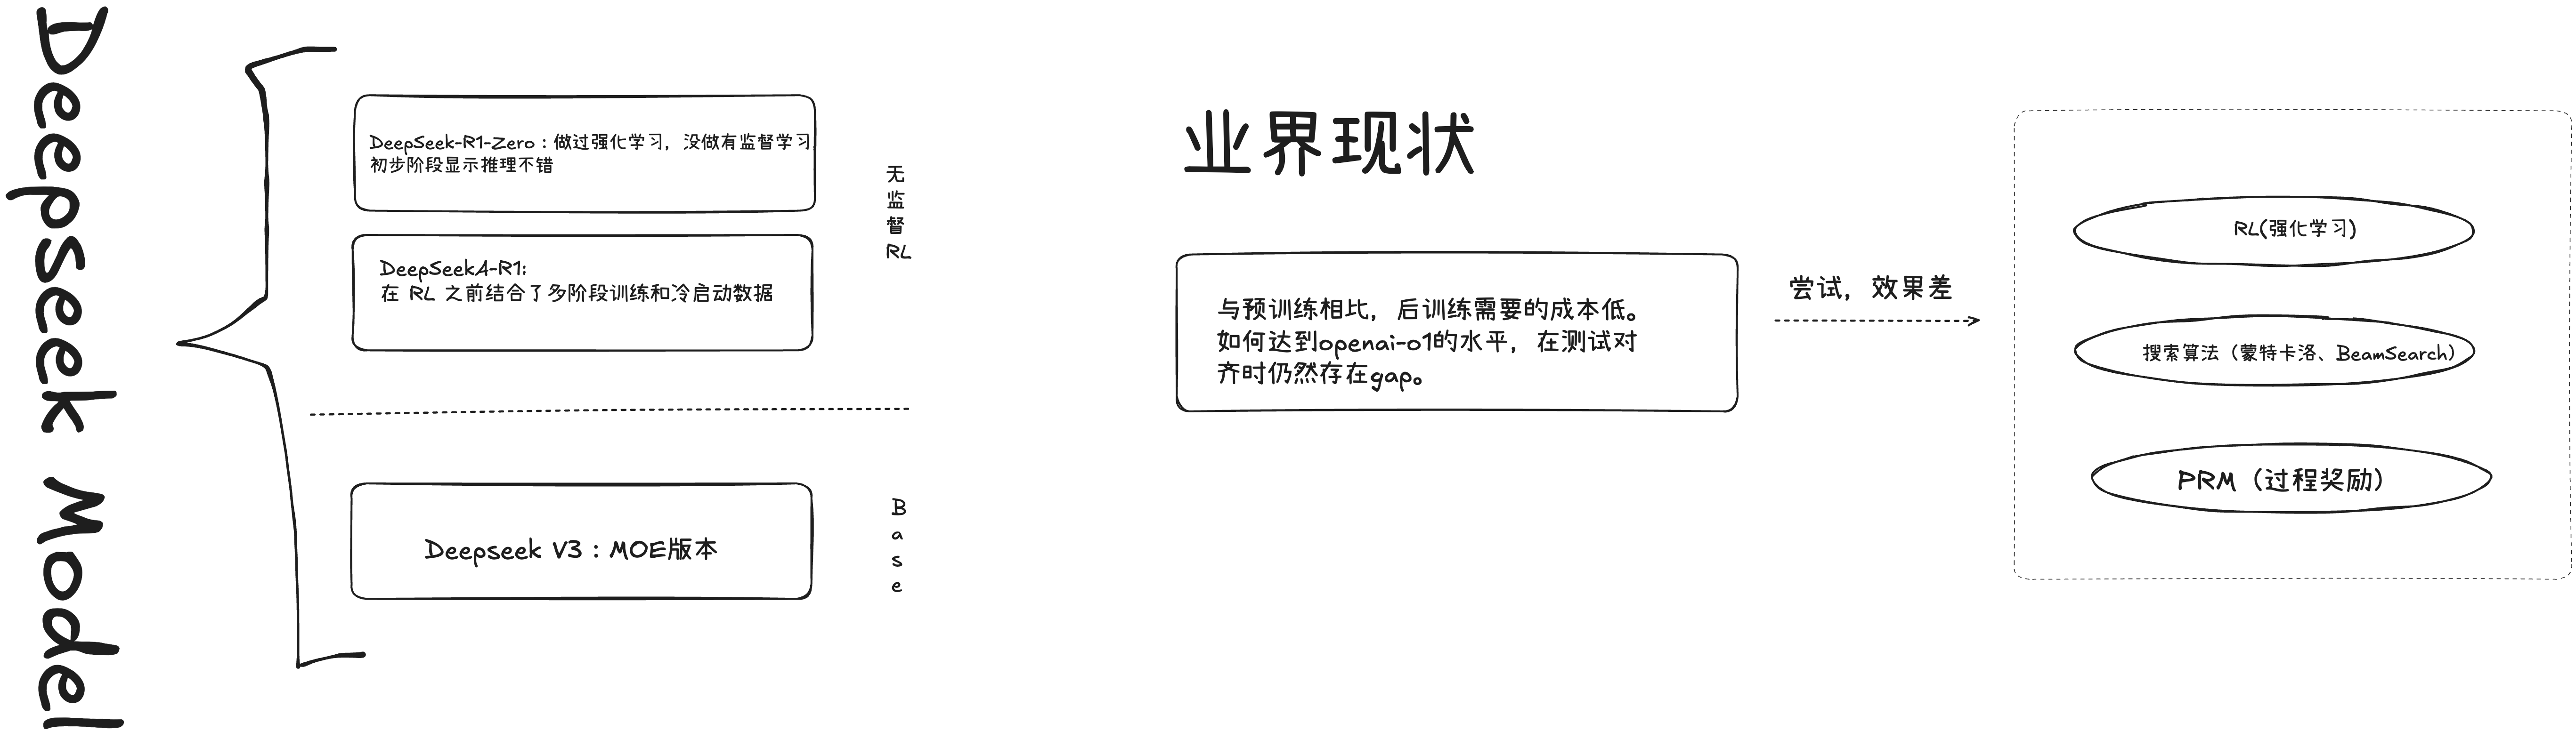 Deepseek Model
DeepSeek-R1-Zero：做过强化学习，没做有监督学习
初步阶段显示推理不错
DeepSeekA-R1:
在 RL 之前结合了多阶段训练和冷启动数据
无
监
督
RL
Deepseek V3：MOE版本
B
a
s
e
业界现状
与预训练相比，后训练需要的成本低。
如何达到openai-o1的水平，在测试对
齐时仍然存在gap。
尝试，效果差
RL(强化学习)
搜索算法（蒙特卡洛、BeamSearch）
PRM（过程奖励）